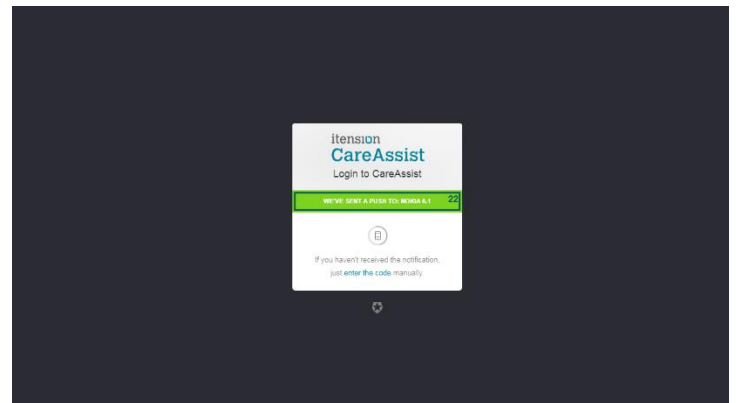 itension
CareAssist
Login to CareAssist
WE'VE SENT A PUSH TO: NOKIA 6.1
22
If you haven't received the notification,
just enter the code manually.